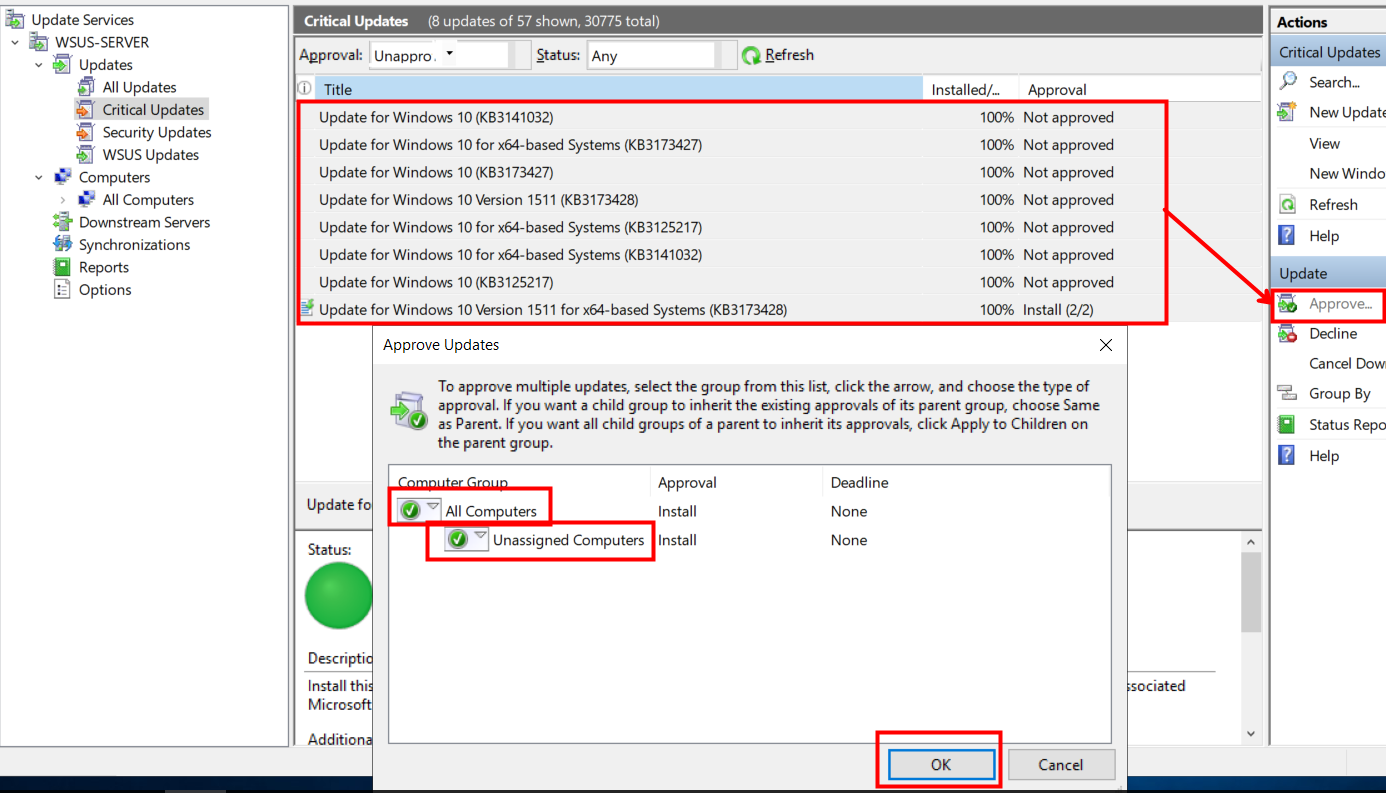 Update Services
WSUS-SERVER
Updates
All Updates
Critical Updates
Security Updates
WSUS Updates
Computers
All Computers
Downstream Servers
Synchronizations
Reports
Options
Critical Updates (8 updates of 57 shown, 30775 total)
Approval: Unappro. Status: Any Refresh
Title Installed/... Approval
Update for Windows 10 (KB3141032) 100% Not approved
Update for Windows 10 for x64-based Systems (KB3173427) 100% Not approved
Update for Windows 10 (KB3173427) 100% Not approved
Update for Windows 10 Version 1511 (KB3173428) 100% Not approved
Update for Windows 10 for x64-based Systems (KB3125217) 100% Not approved
Update for Windows 10 for x64-based Systems (KB3141032) 100% Not approved
Update for Windows 10 (KB3125217) 100% Not approved
Update for Windows 10 Version 1511 for x64-based Systems (KB3173428) 100% Install (2/2)
Approve Updates
To approve multiple updates, select the group from this list, click the arrow, and choose the type of
approval. If you want a child group to inherit the existing approvals of its parent group, choose Same
as Parent. If you want all child groups of a parent to inherit its approvals, click Apply to Children on
the parent group.
Computer Group Approval Deadline
All Computers Install None
Unassigned Computers Install None
OK Cancel
Update fo
Status:
Descriptio
Install this ssociated
Microsoft
Additiona
Actions
Critical Updates
Search...
New Update
View
New Windo
Refresh
Help
Update
Approve...
Decline
Cancel Dow
Group By
Status Repo
Help